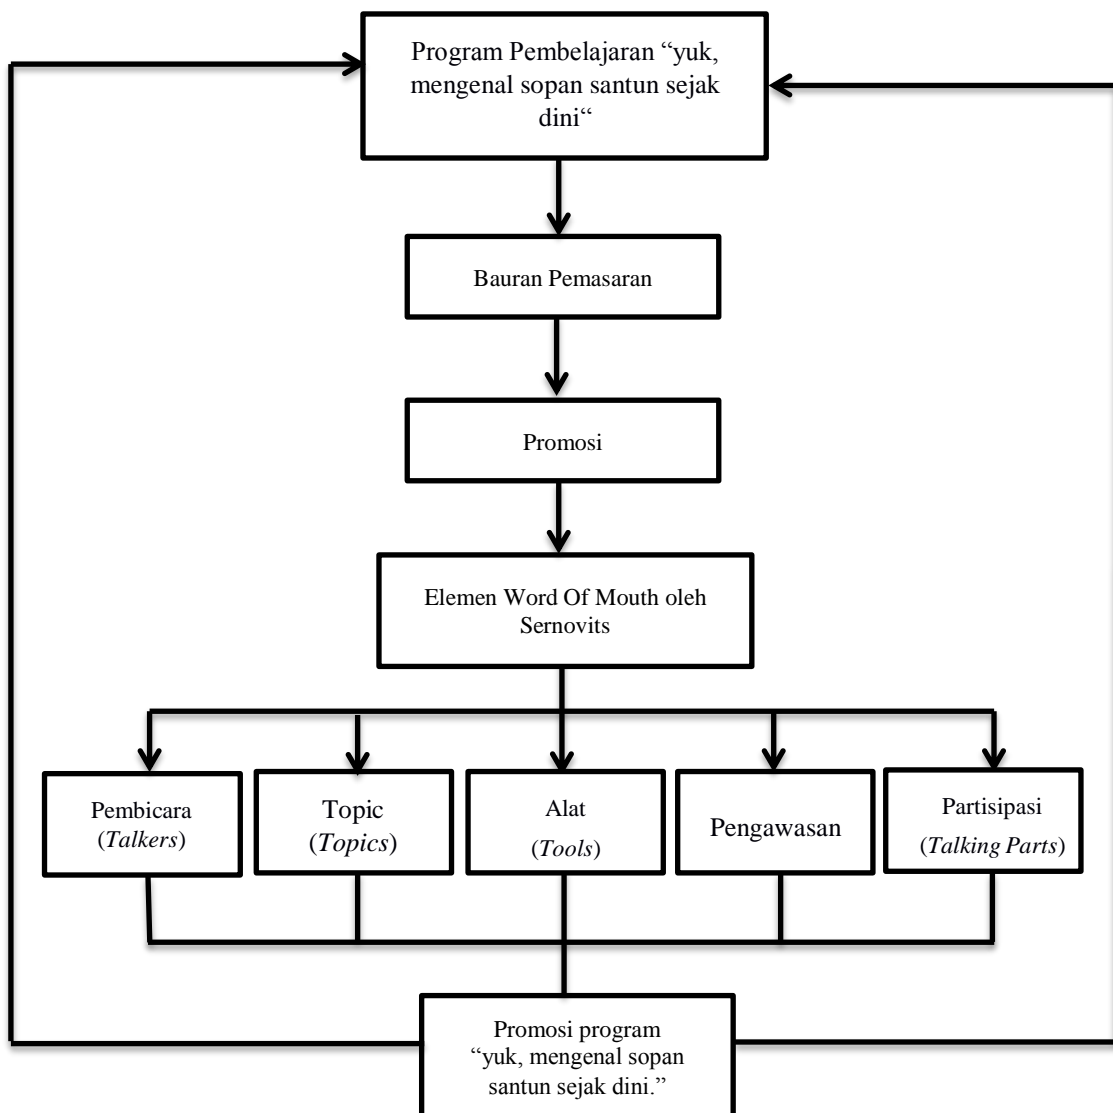 Program Pembelajaran “yuk,
mengenal sopan santun sejak
dini“
Bauran Pemasaran
Promosi
Elemen Word Of Mouth oleh
Sernovits
Pembicara
(Talkers)
Topic
(Topics)
Alat
(Tools)
Pengawasan
Partisipasi
(Talking Parts)
Promosi program
“yuk, mengenal sopan
santun sejak dini.”